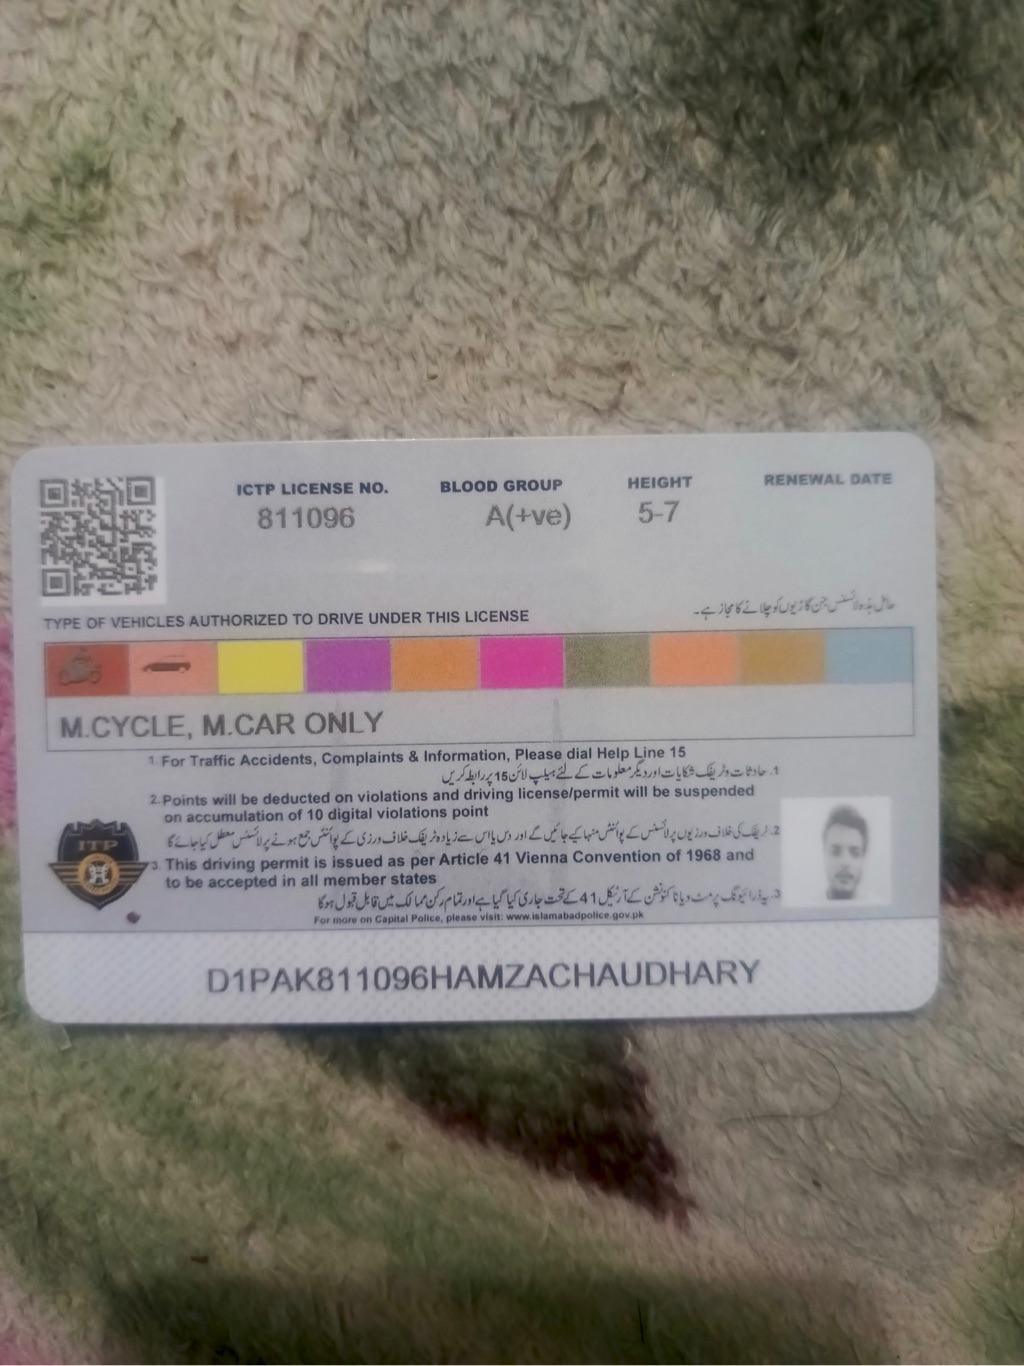 ICTP LICENSE NO. BLOOD GROUP HEIGHT RENEWAL DATE
811096 A(+ve) 5-7
TYPE OF VEHICLES AUTHORIZED TO DRIVE UNDER THIS LICENSE حامل ہذہ لائسنس جن گاڑیوں کو چلانے کا مجاز ہے۔
M.CYCLE, M.CAR ONLY
1. For Traffic Accidents, Complaints & Information, Please dial Help Line 15
1. حادثات و ٹریفک شکایات اور دیگر معلومات کے لئے ہیلپ لائن 15 پر رابطہ کریں
2. Points will be deducted on violations and driving license/permit will be suspended
on accumulation of 10 digital violations point
2. ٹریفک کی خلاف ورزیوں پر لائسنس کے پوائنٹس منہا کیے جائیں گے اور دس یا اس سے زیادہ ٹریفک خلاف ورزی کے پوائنٹس جمع ہونے پر لائسنس معطل کیا جائے گا
ITP
3. This driving permit is issued as per Article 41 Vienna Convention of 1968 and
to be accepted in all member states
3. یہ ڈرائیونگ پرمٹ ویانا کنونشن کے آرٹیکل 41 کے تحت جاری کیا گیا ہے اور تمام رکن ممالک میں قابل قبول ہوگا
For more on Capital Police, please visit: www.islamabadpolice.gov.pk
D1PAK811096HAMZACHAUDHARY